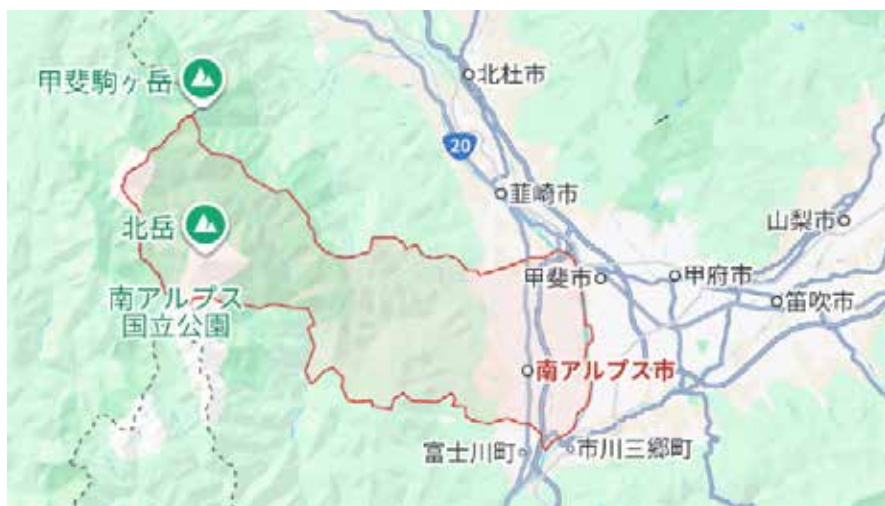 甲斐駒ヶ岳
北杜市
20
韮崎市
北岳
山梨市
甲斐市
甲府市
南アルプス
国立公園
笛吹市
南アルプス市
富士川町
市川三郷町